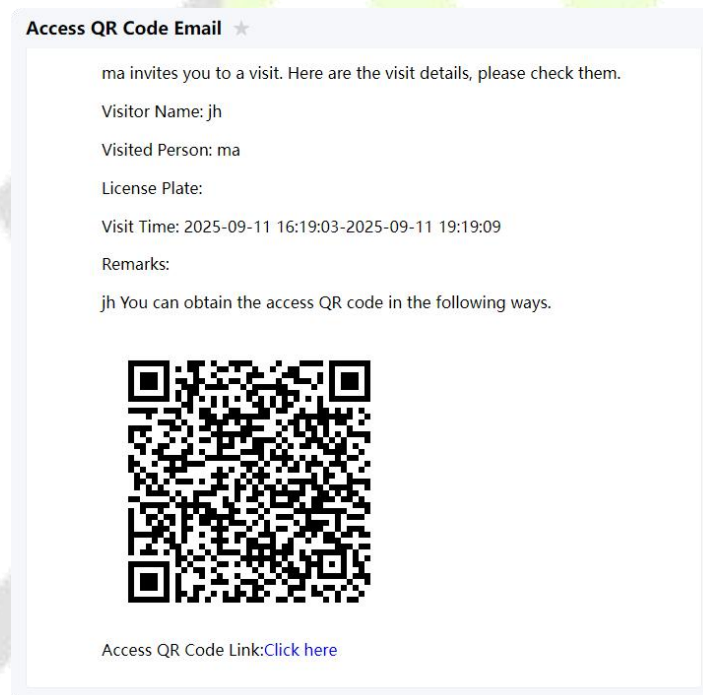 Access QR Code Email
ma invites you to a visit. Here are the visit details, please check them.
Visitor Name: jh
Visited Person: ma
License Plate:
Visit Time: 2025-09-11 16:19:03-2025-09-11 19:19:09
Remarks:
jh You can obtain the access QR code in the following ways.
Access QR Code Link:Click here